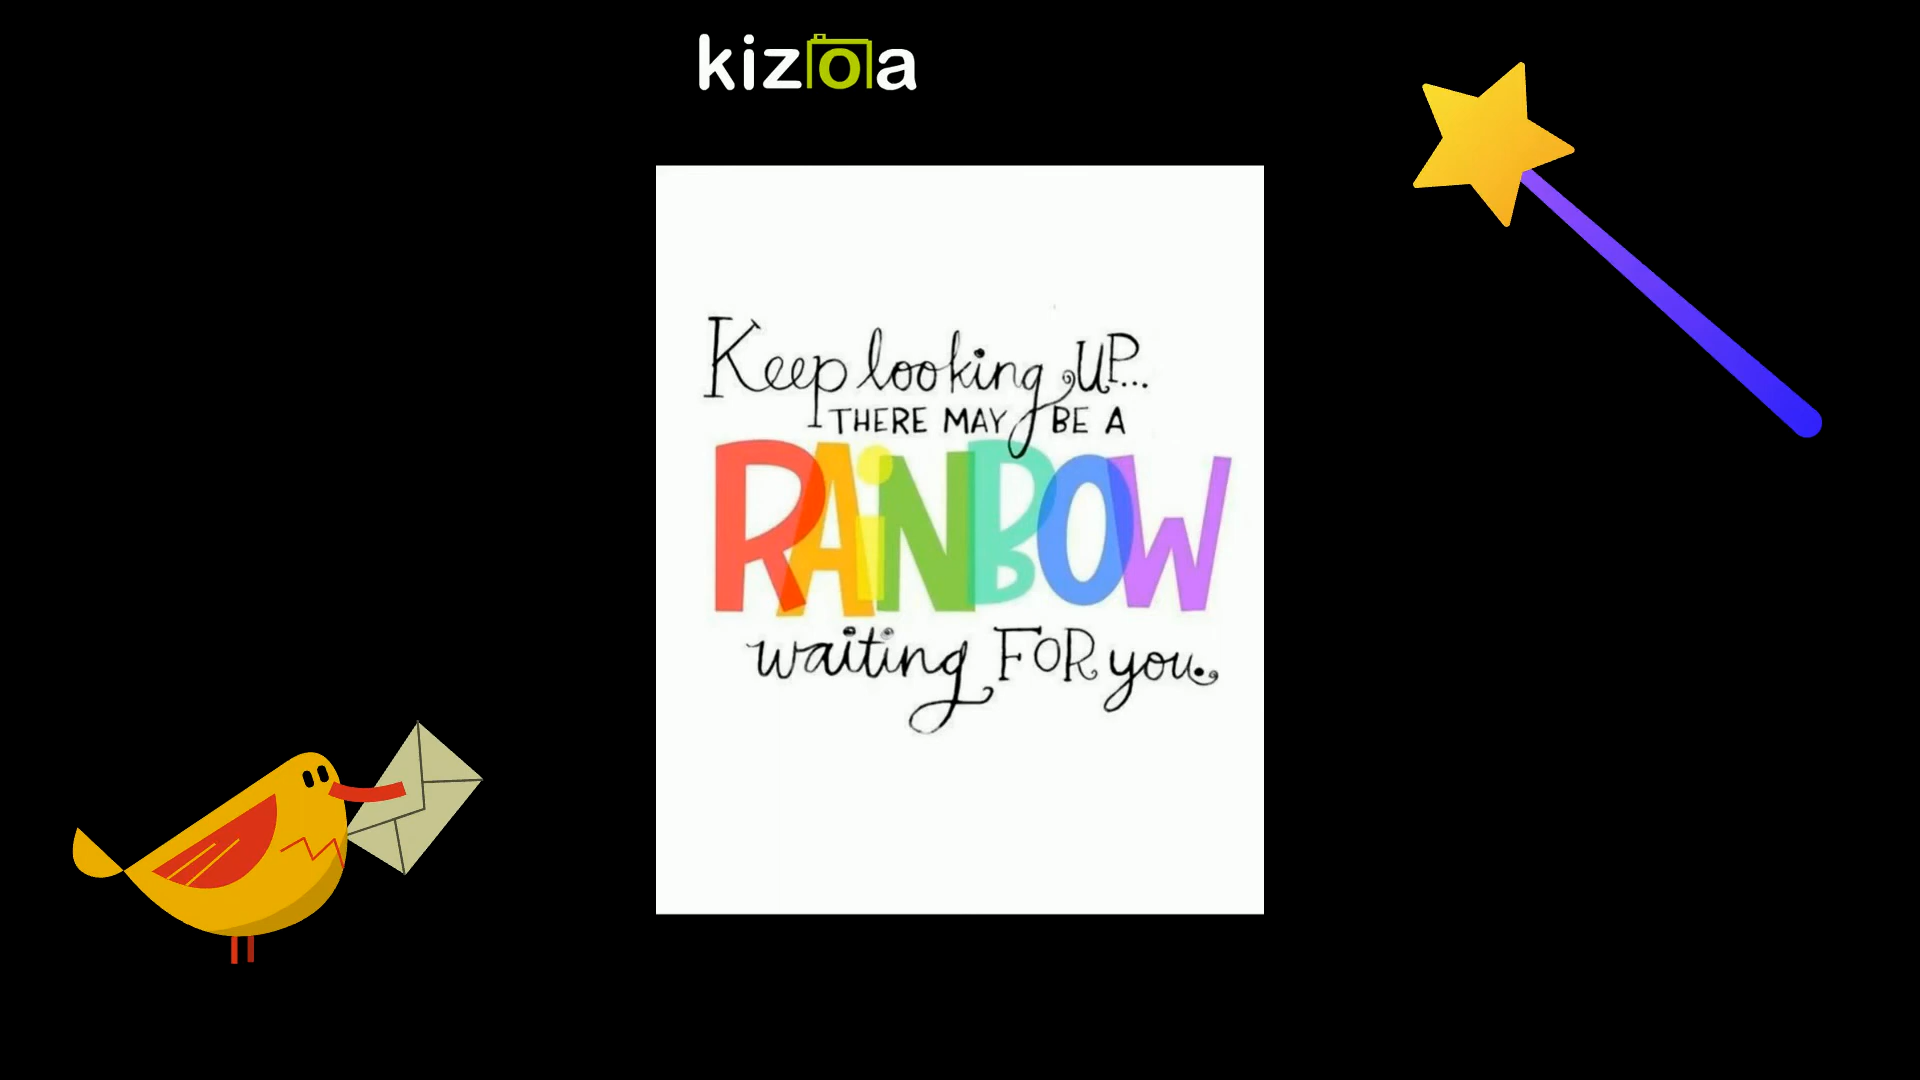 kizoa
Keep looking UP...
THERE MAY BE A
RAiNBOW
waiting FOR you.